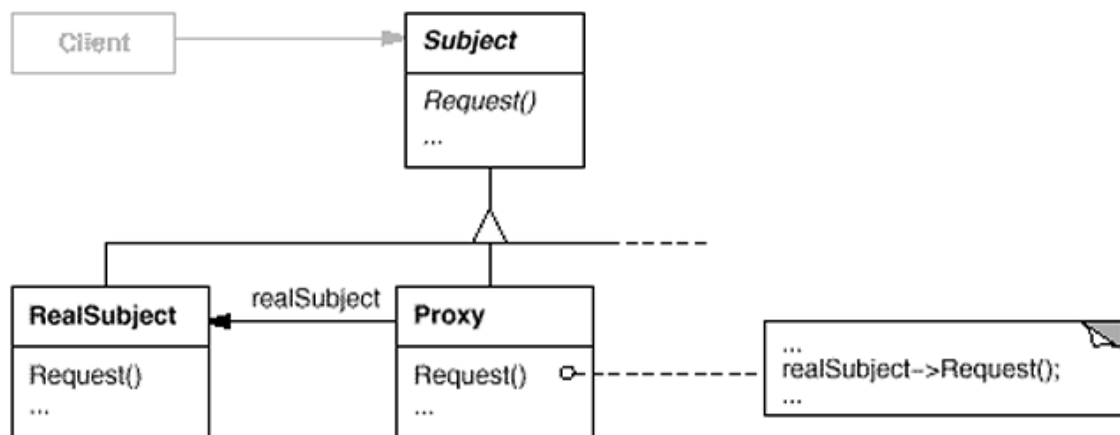 Client
Subject
Request()
...
realSubject
RealSubject
Request()
...
Proxy
Request()
...
...
realSubject->Request();
...